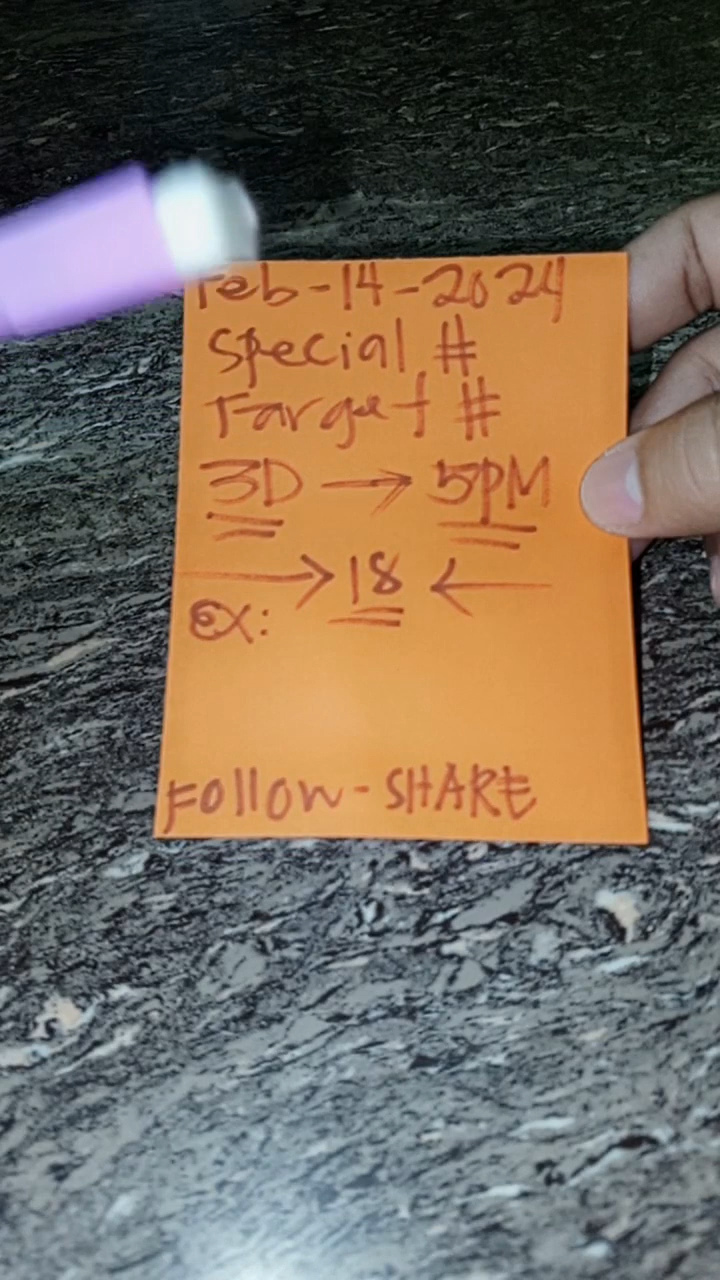 Feb-14-2024
Special #
Target #
3D → 5PM
→ 18 ←
ex:
Follow - SHARE